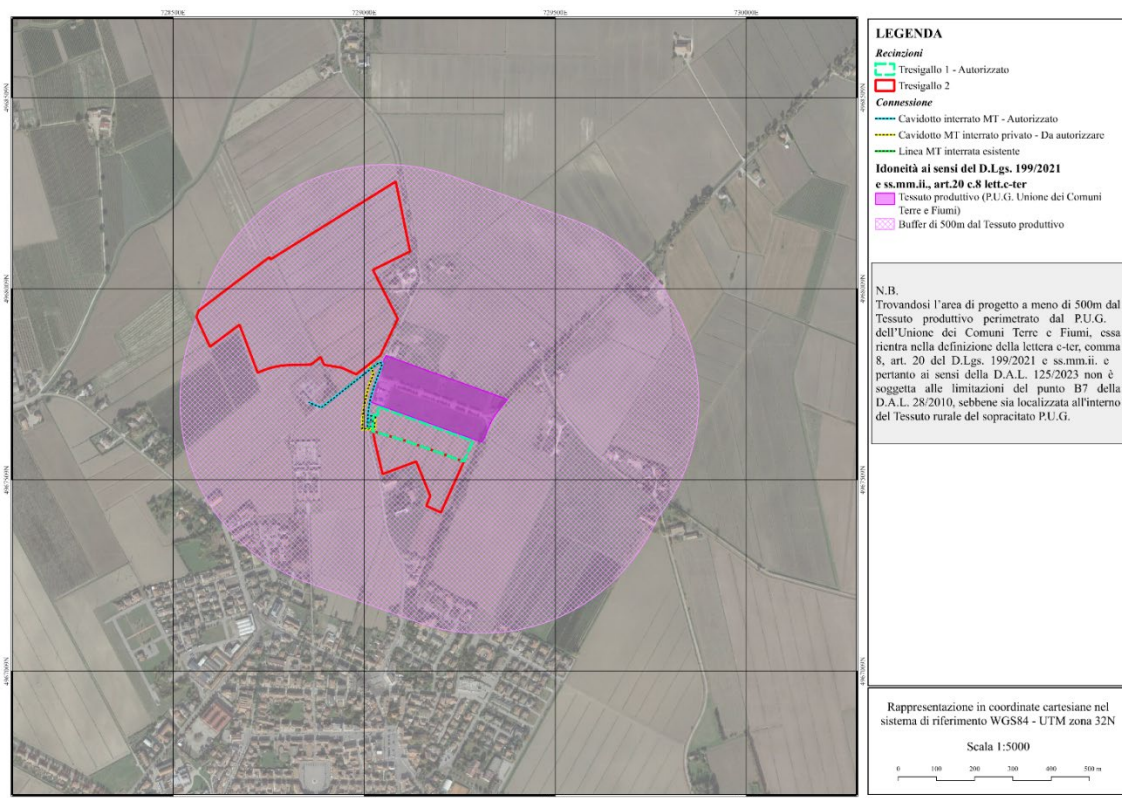 728500E 729000E 729500E 730000E
LEGENDA
Recinzioni
Tresigallo 1 - Autorizzato
Tresigallo 2
Connessione
Cavidotto interrato MT - Autorizzato
Cavidotto MT interrato privato - Da autorizzare
Linea MT interrata esistente
Idoneità ai sensi del D.Lgs. 199/2021
e ss.mm.ii., art.20 c.8 lett.c-ter
Tessuto produttivo (P.U.G. Unione dei Comuni
Terre e Fiumi)
Buffer di 500m dal Tessuto produttivo
N.B.
Trovandosi l'area di progetto a meno di 500m dal
Tessuto produttivo perimetrato dal P.U.G.
dell'Unione dei Comuni Terre e Fiumi, essa
rientra nella definizione della lettera c-ter, comma
8, art. 20 del D.Lgs. 199/2021 e ss.mm.ii. e
pertanto ai sensi della D.A.L. 125/2023 non è
soggetta alle limitazioni del punto B7 della
D.A.L. 28/2010, sebbene sia localizzata all'interno
del Tessuto rurale del sopracitato P.U.G.
Rappresentazione in coordinate cartesiane nel
sistema di riferimento WGS84 - UTM zona 32N
Scala 1:5000
0 100 200 300 400 500 m